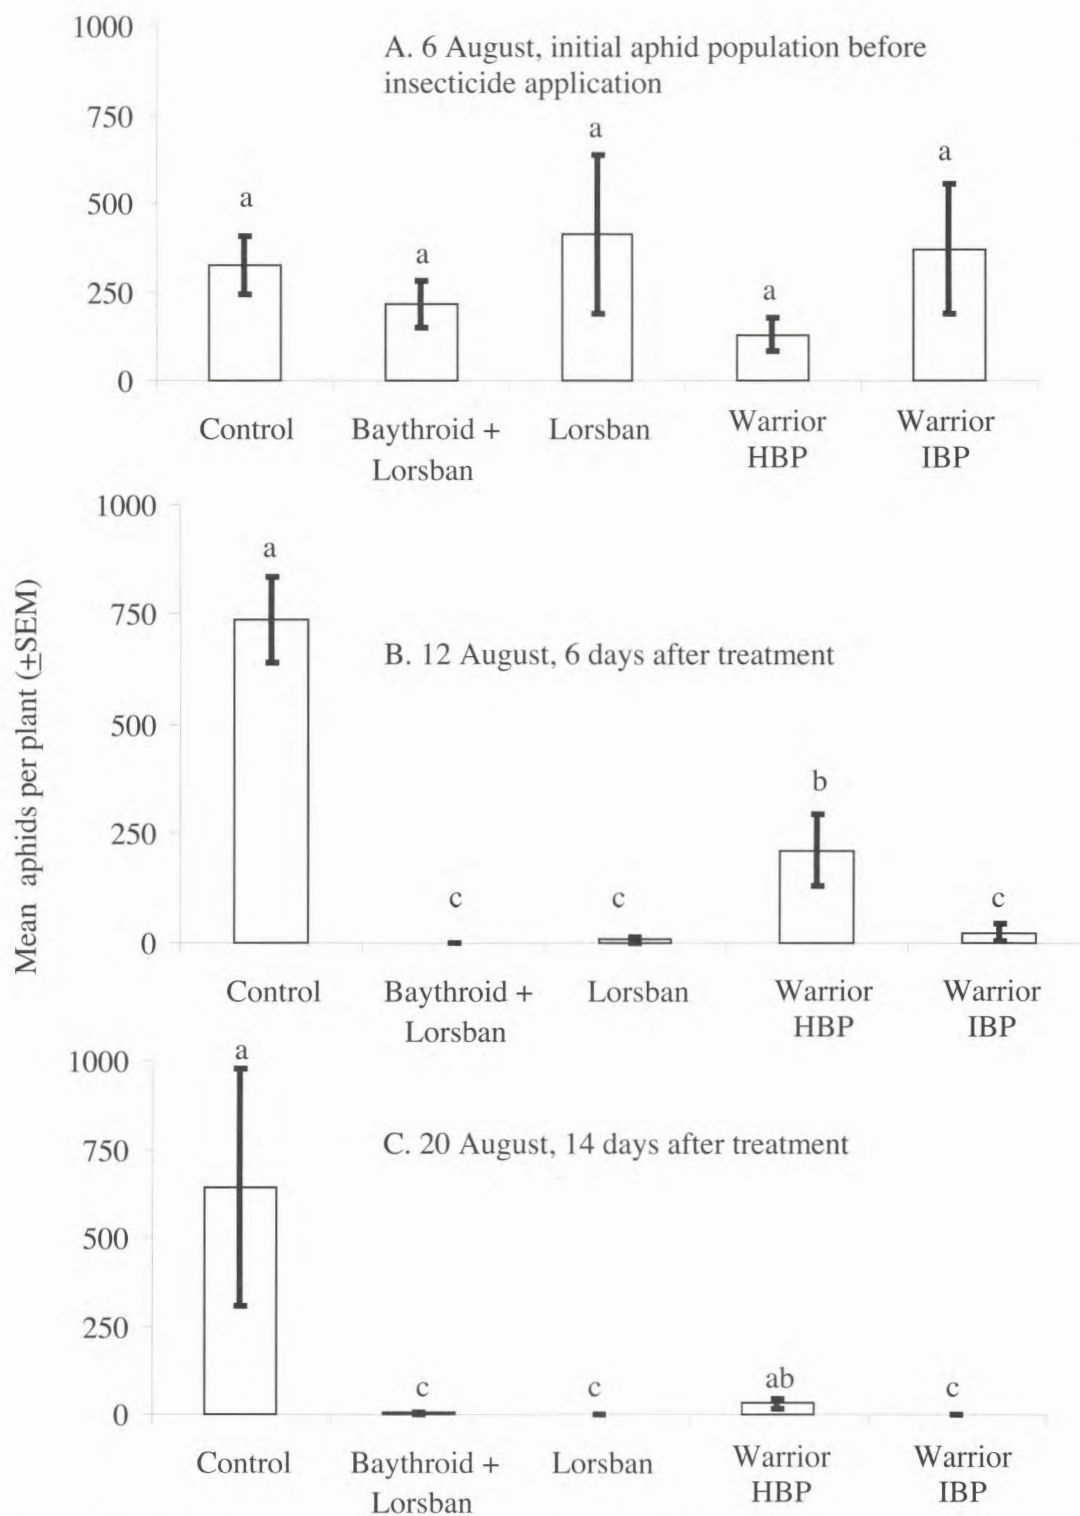 1000
A. 6 August, initial aphid population before
insecticide application
750
500
250
0
a
a
a
a
a
Control
Baythroid +
Lorsban
Lorsban
Warrior
HBP
Warrior
IBP
Mean aphids per plant (±SEM)
1000
750
500
250
0
B. 12 August, 6 days after treatment
a
c
c
b
c
Control
Baythroid +
Lorsban
Lorsban
Warrior
HBP
Warrior
IBP
1000
750
500
250
0
C. 20 August, 14 days after treatment
a
c
c
ab
c
Control
Baythroid +
Lorsban
Lorsban
Warrior
HBP
Warrior
IBP